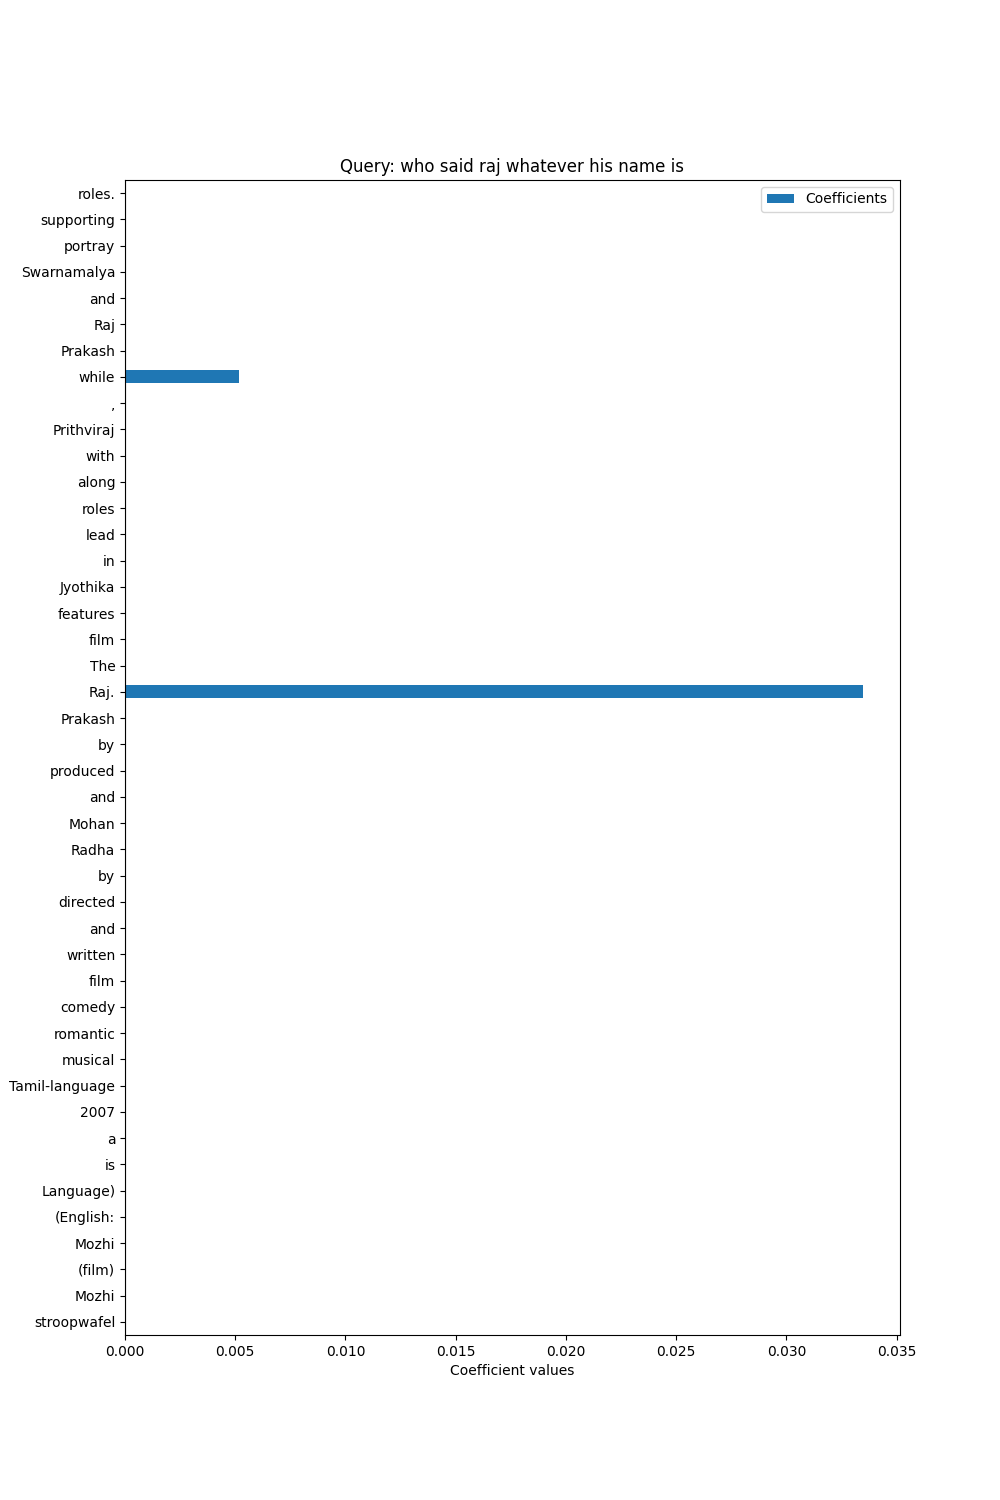 Query: who said raj whatever his name is
Coefficients
roles.
supporting
portray
Swarnamalya
and
Raj
Prakash
while
,
Prithviraj
with
along
roles
lead
in
Jyothika
features
film
The
Raj.
Prakash
by
produced
and
Mohan
Radha
by
directed
and
written
film
comedy
romantic
musical
Tamil-language
2007
a
is
Language)
(English:
Mozhi
(film)
Mozhi
stroopwafel
0.000 0.005 0.010 0.015 0.020 0.025 0.030 0.035
Coefficient values